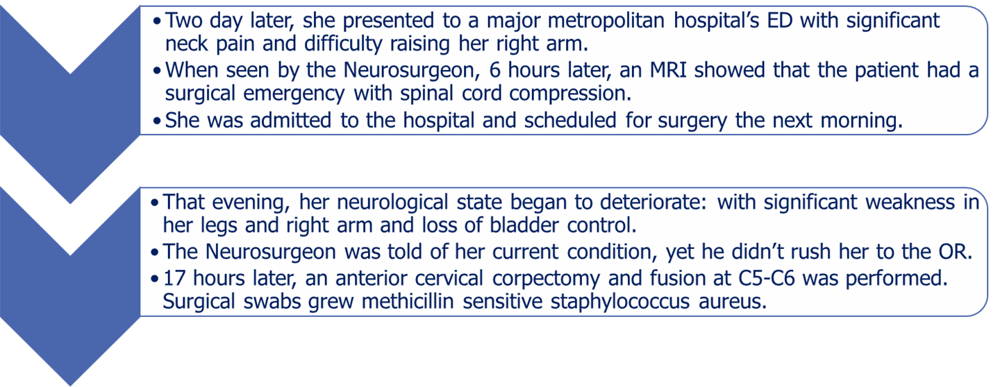 •Two day later, she presented to a major metropolitan hospital’s ED with significant
neck pain and difficulty raising her right arm.
•When seen by the Neurosurgeon, 6 hours later, an MRI showed that the patient had a
surgical emergency with spinal cord compression.
•She was admitted to the hospital and scheduled for surgery the next morning.
•That evening, her neurological state began to deteriorate: with significant weakness in
her legs and right arm and loss of bladder control.
•The Neurosurgeon was told of her current condition, yet he didn’t rush her to the OR.
•17 hours later, an anterior cervical corpectomy and fusion at C5-C6 was performed.
Surgical swabs grew methicillin sensitive staphylococcus aureus.